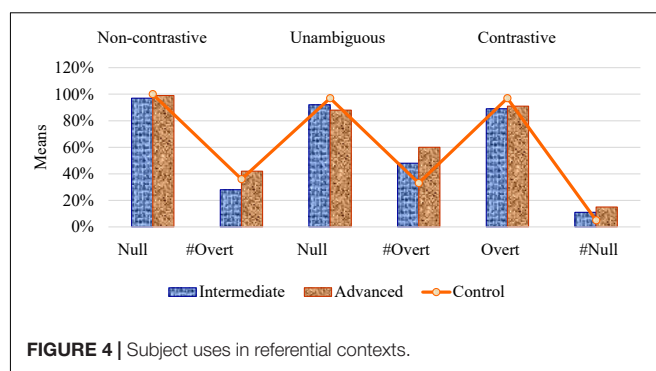 Non-contrastive Unambiguous Contrastive
120%
100%
80%
60%
40%
20%
0%
Means
Null #Overt Null #Overt Overt #Null
Intermediate Advanced Control
FIGURE 4 | Subject uses in referential contexts.